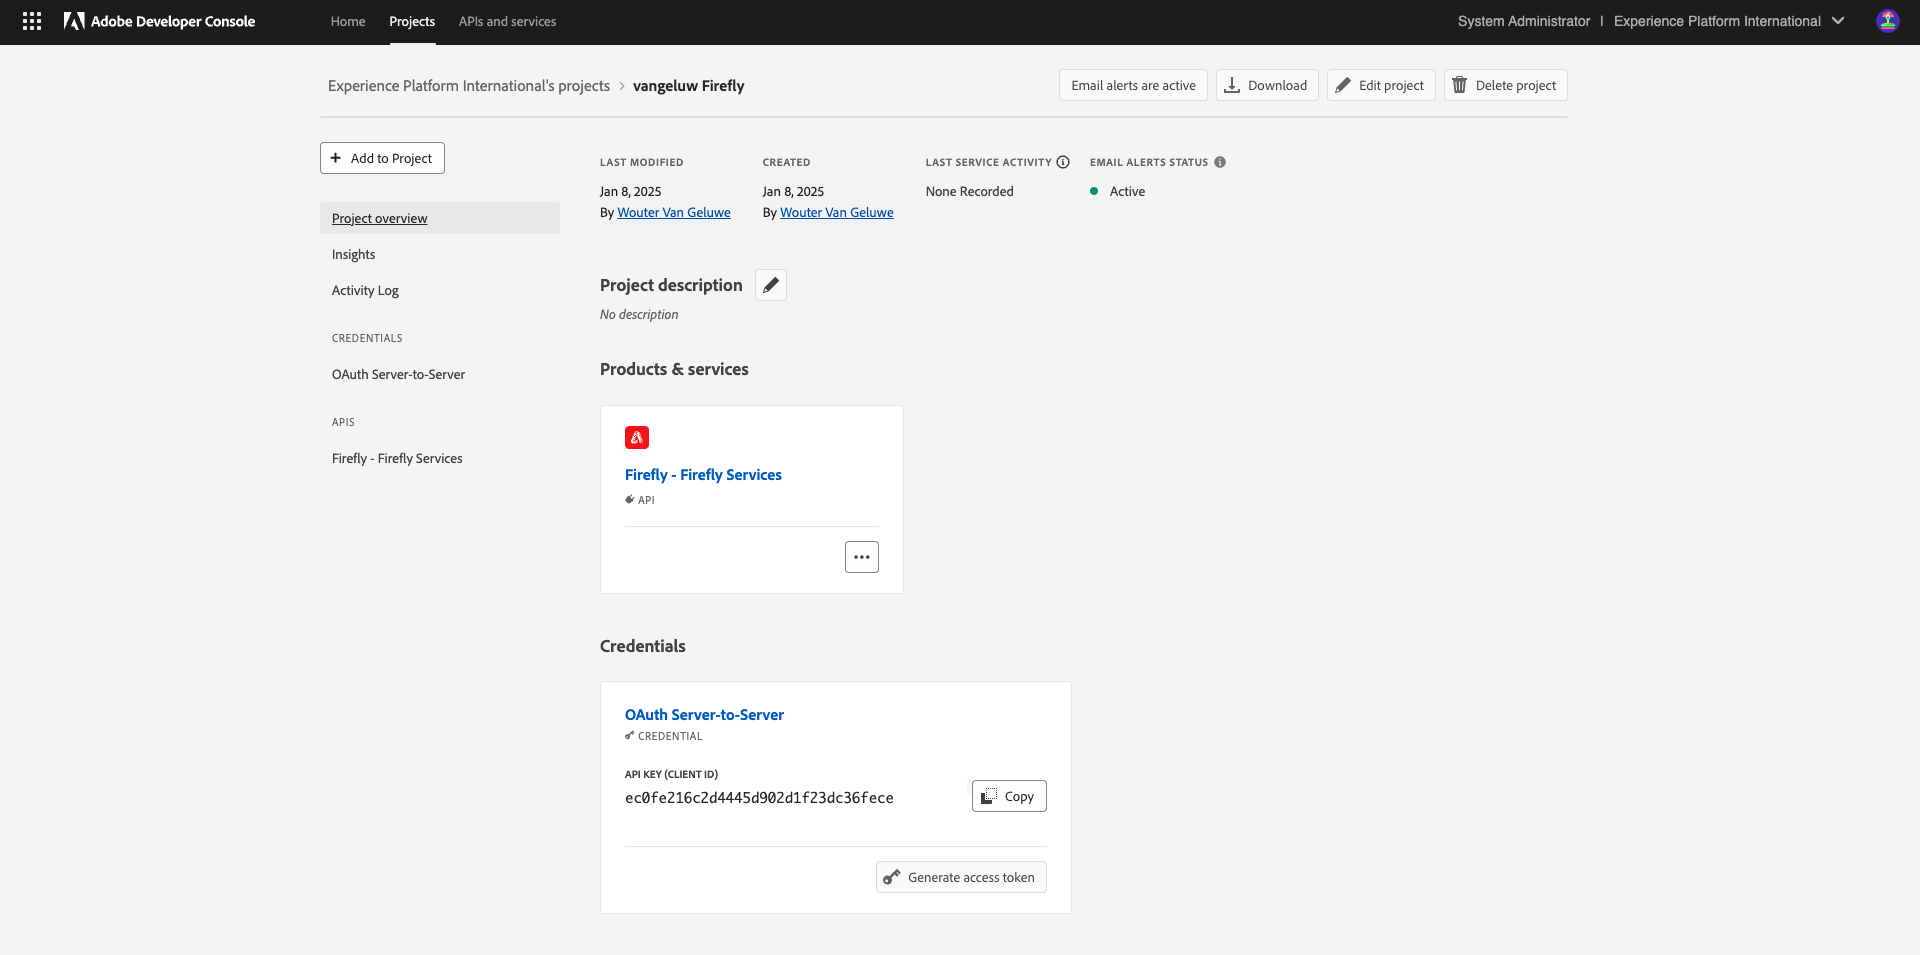 Adobe Developer Console
Home
Projects
APIs and services
System Administrator | Experience Platform International
Experience Platform International's projects > vangeluw Firefly
Email alerts are active
Download
Edit project
Delete project
+ Add to Project
Project overview
Insights
Activity Log
CREDENTIALS
OAuth Server-to-Server
APIS
Firefly - Firefly Services
LAST MODIFIED
Jan 8, 2025
By Wouter Van Geluwe
CREATED
Jan 8, 2025
By Wouter Van Geluwe
LAST SERVICE ACTIVITY
None Recorded
EMAIL ALERTS STATUS
Active
Project description
No description
Products & services
Firefly - Firefly Services
API
Credentials
OAuth Server-to-Server
CREDENTIAL
API KEY (CLIENT ID)
ec0fe216c2d4445d902d1f23dc36fece
Copy
Generate access token